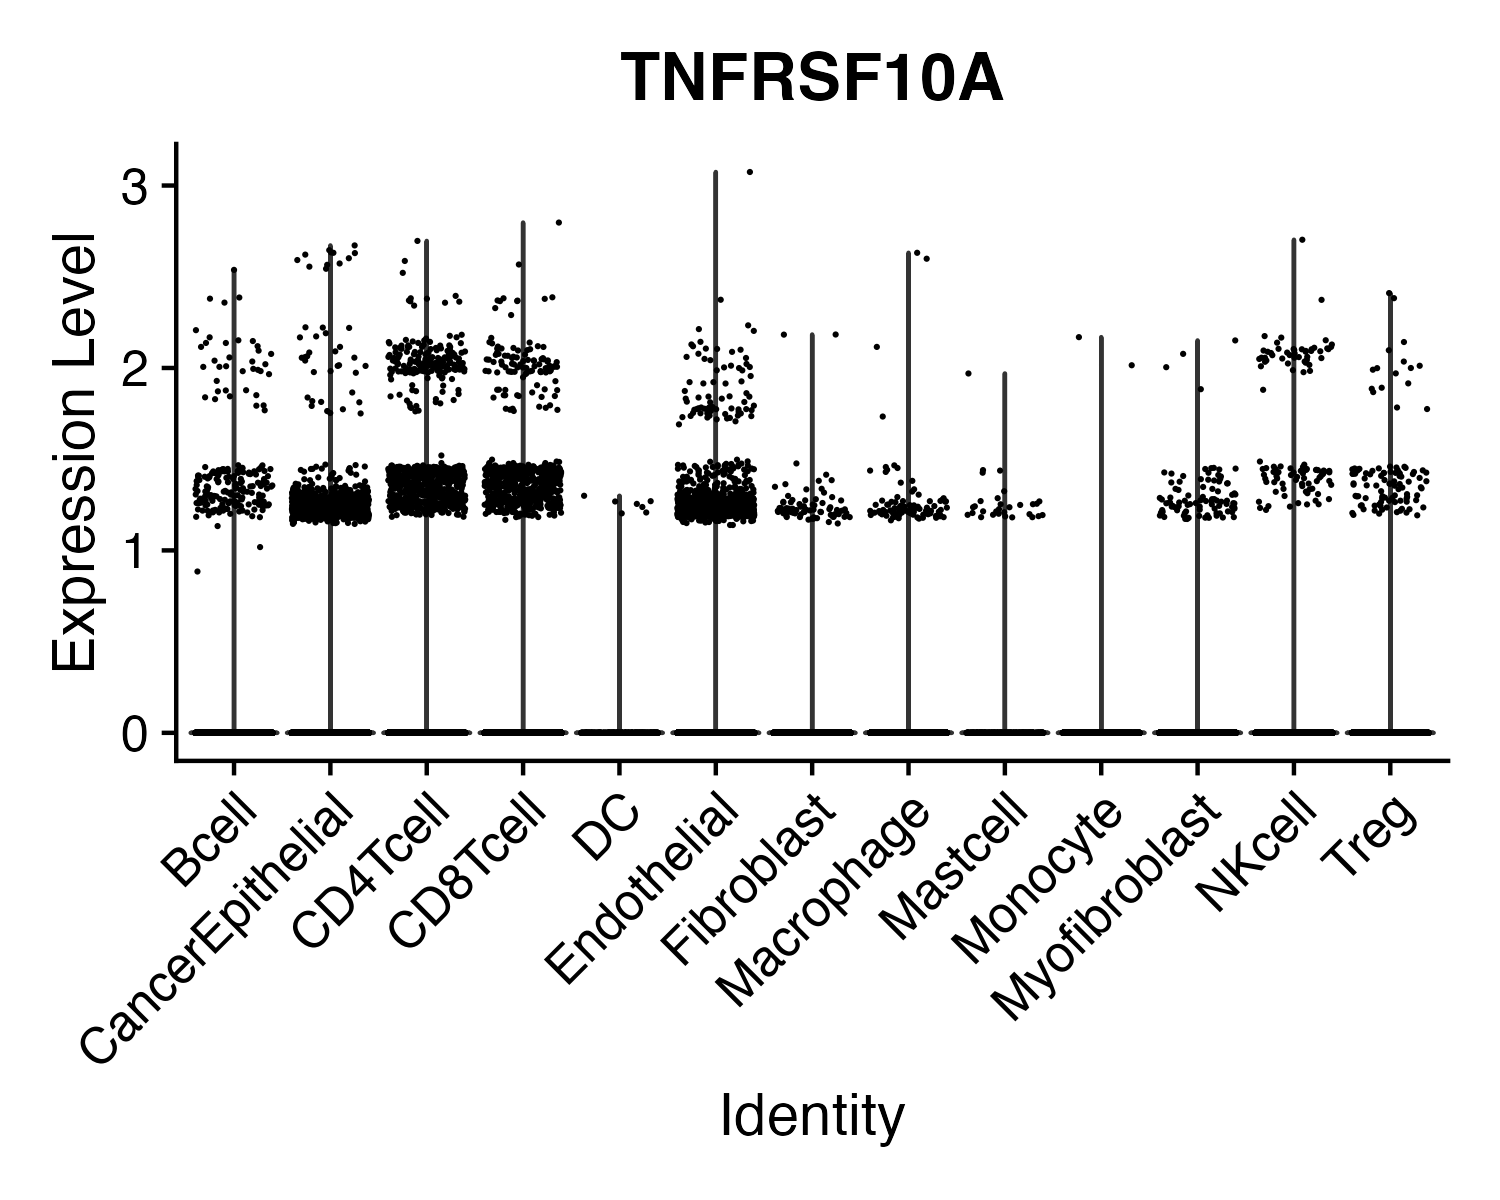 TNFRSF10A
Expression Level
3
2
1
0
Bcell
CancerEpithelial
CD4Tcell
CD8Tcell
DC
Endothelial
Fibroblast
Macrophage
Mastcell
Monocyte
Myofibroblast
NKcell
Treg
Identity